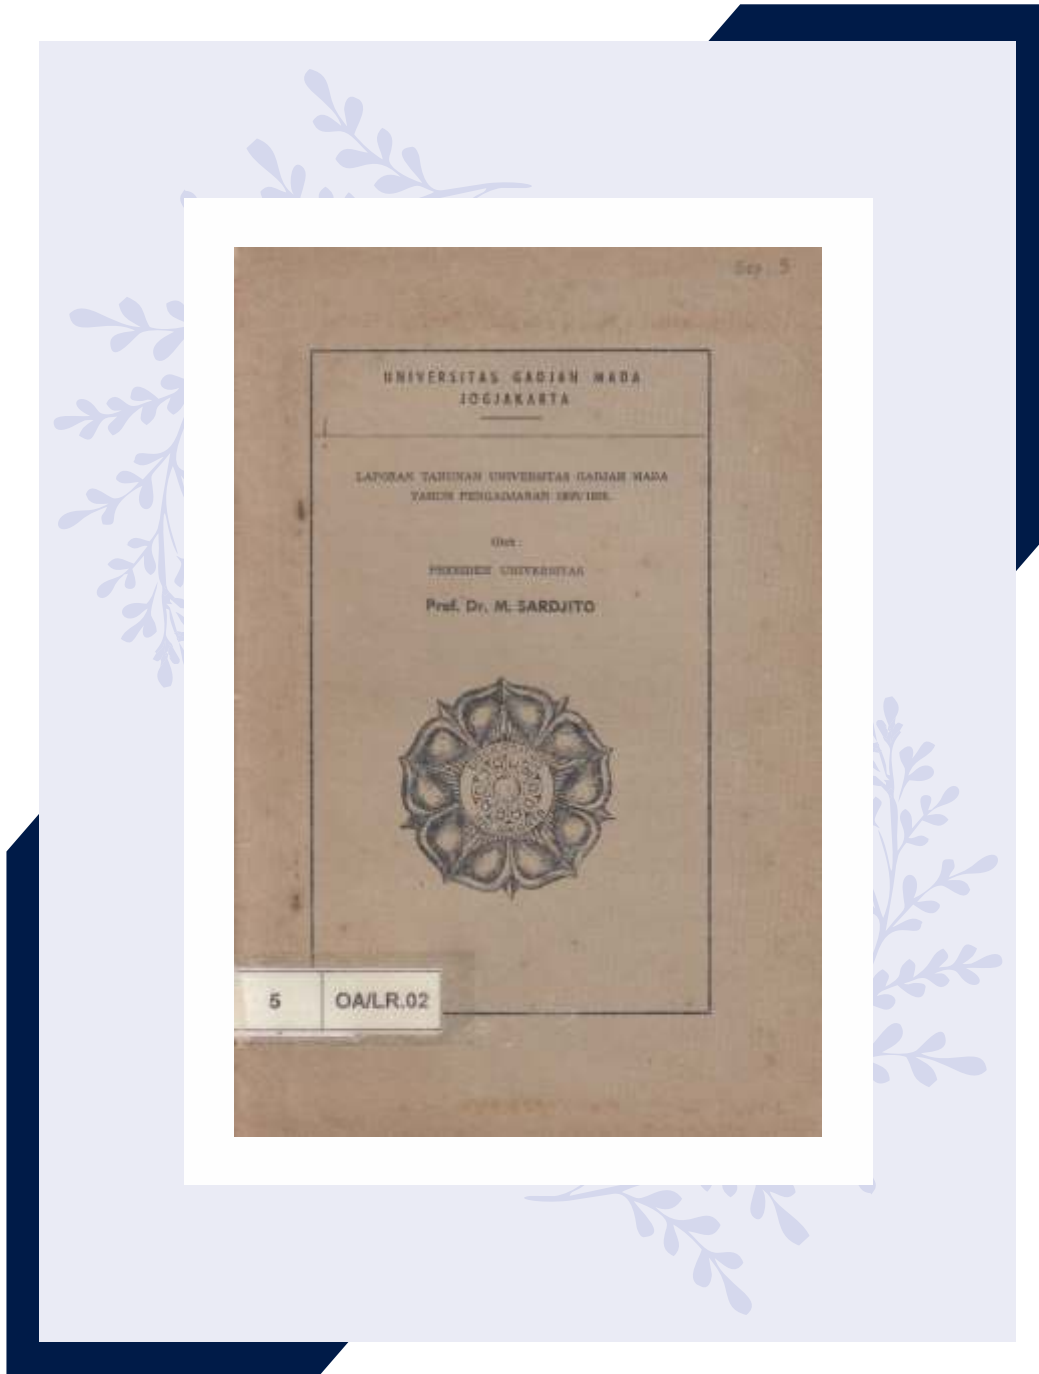 5
UNIVERSITAS GADJAH MADA
JOGJAKARTA
LAPORAN TAHUNAN UNIVERSITAS GADJAH MADA
TAHUN PENGADJARAN
Oleh :
PRESIDEN UNIVERSITAS
Prof. Dr. M. SARDJITO
5 OA/LR.02